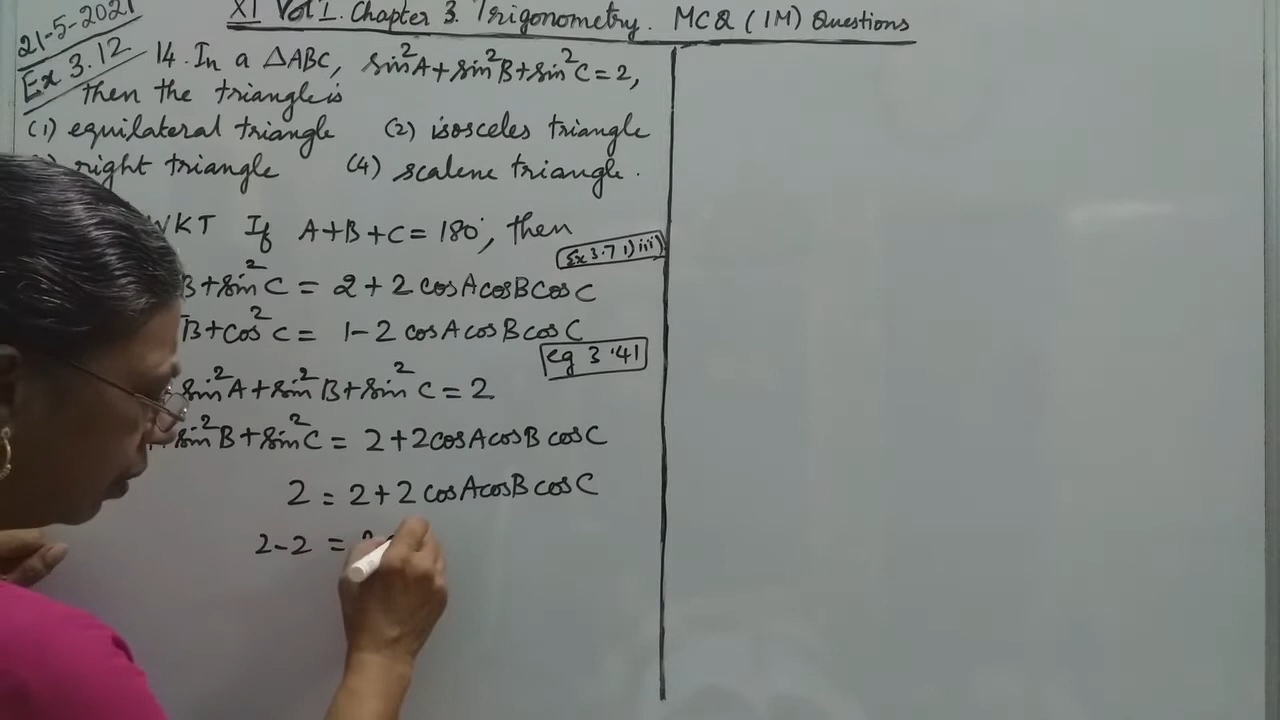 XI Vol I. Chapter 3. Trigonometry. MCQ (1M) Questions
21-5-2021
Ex 3.12
14. In a ΔABC, sin²A + sin²B + sin²C = 2,
then the triangle is
(1) equilateral triangle (2) isosceles triangle
right triangle (4) scalene triangle.
WKT If A+B+C = 180°, then
Ex 3.7 1) iii)
B + sin²C = 2 + 2 cosA cosB cosC
B + cos²C = 1 - 2 cosA cosB cosC
eg 3.41
sin²A + sin²B + sin²C = 2
sin²B + sin²C = 2 + 2cosA cosB cosC
2 = 2 + 2 cosA cosB cosC
2-2 =